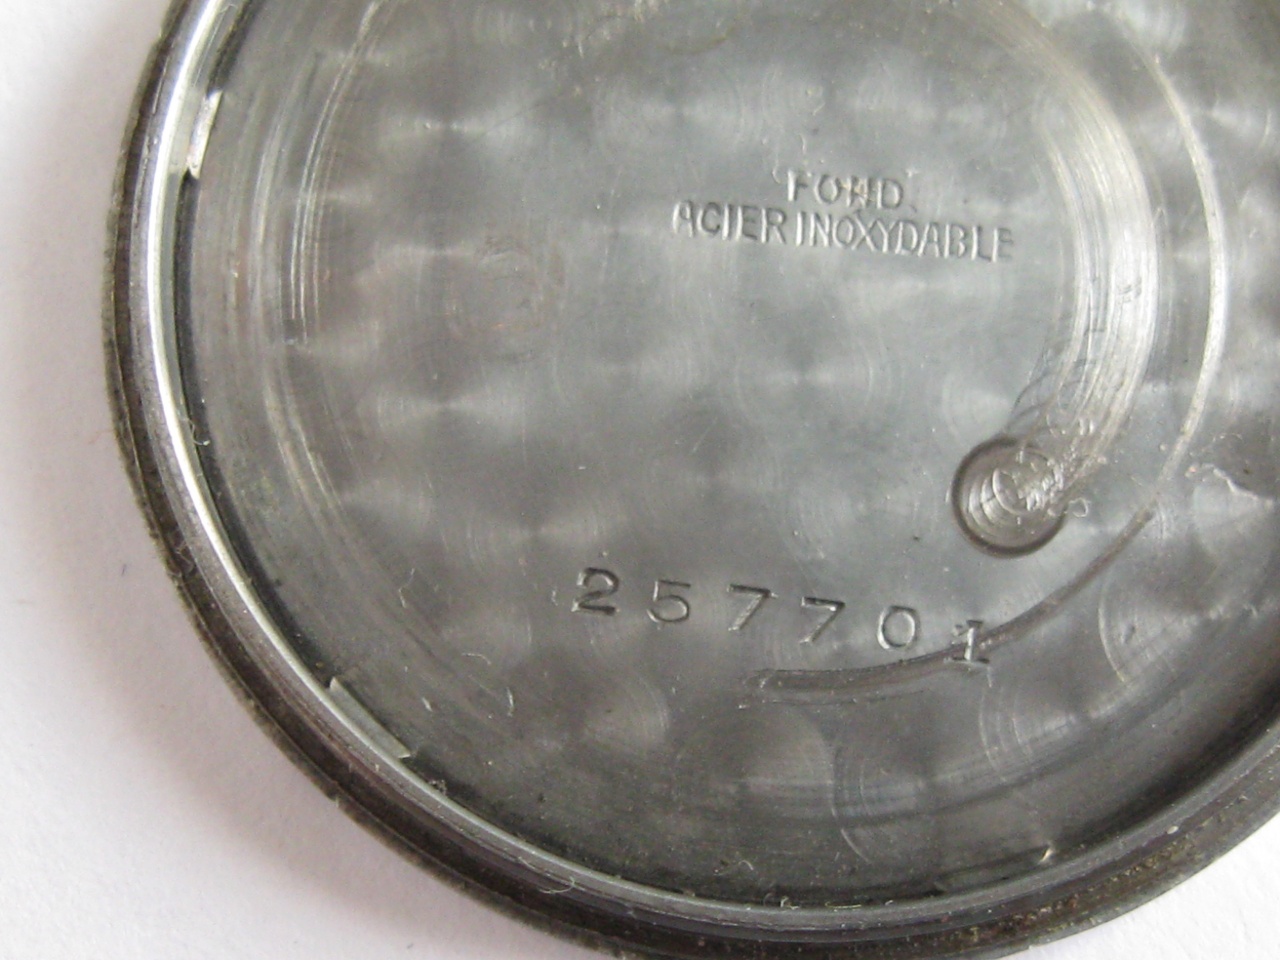 FOND
ACIER INOXYDABLE
257701